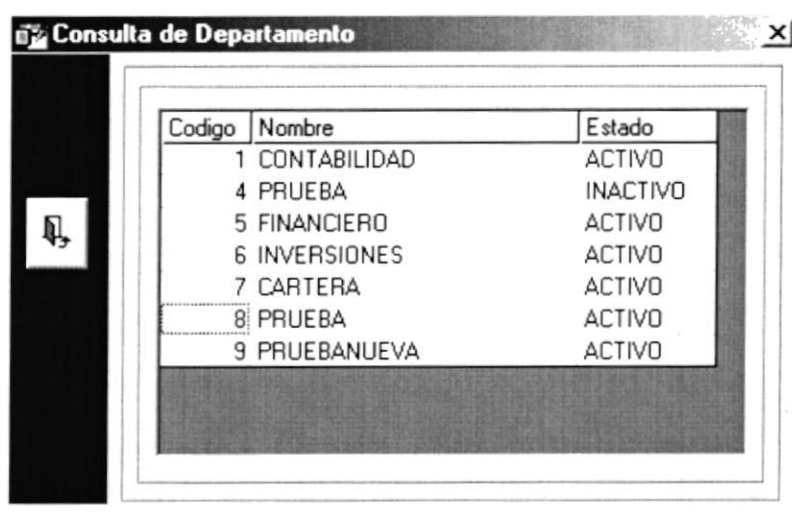 Consulta de Departamento
Codigo Nombre Estado
1 CONTABILIDAD ACTIVO
4 PRUEBA INACTIVO
5 FINANCIERO ACTIVO
6 INVERSIONES ACTIVO
7 CARTERA ACTIVO
8 PRUEBA ACTIVO
9 PRUEBANUEVA ACTIVO